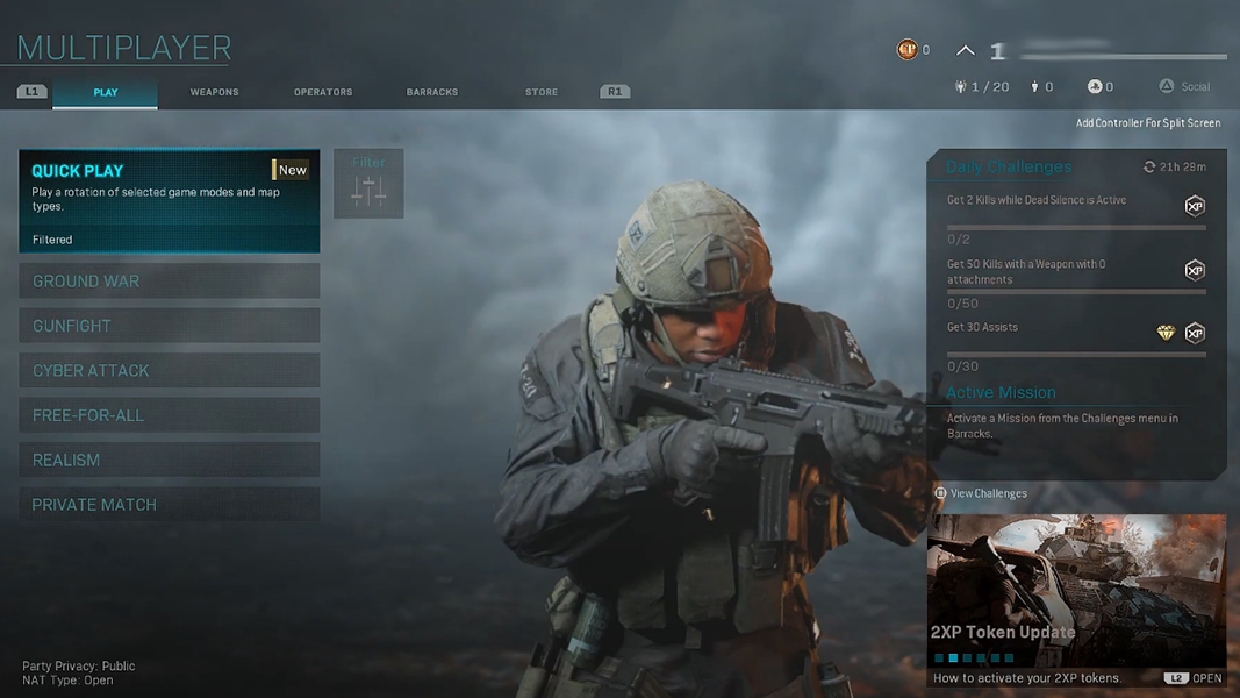 MULTIPLAYER
0
1
L1
PLAY
WEAPONS
OPERATORS
BARRACKS
STORE
R1
1 / 20
0
0
Social
Add Controller For Split Screen
QUICK PLAY
New
Play a rotation of selected game modes and map
types.
Filtered
Filter
GROUND WAR
GUNFIGHT
CYBER ATTACK
FREE-FOR-ALL
REALISM
PRIVATE MATCH
Daily Challenges
21h 29m
Get 2 Kills while Dead Silence is Active
XP
0/2
Get 50 Kills with a Weapon with 0
attachments
XP
0/50
Get 30 Assists
XP
0/30
Active Mission
Activate a Mission from the Challenges menu in
Barracks.
View Challenges
2XP Token Update
How to activate your 2XP tokens.
L2 OPEN
Party Privacy: Public
NAT Type: Open